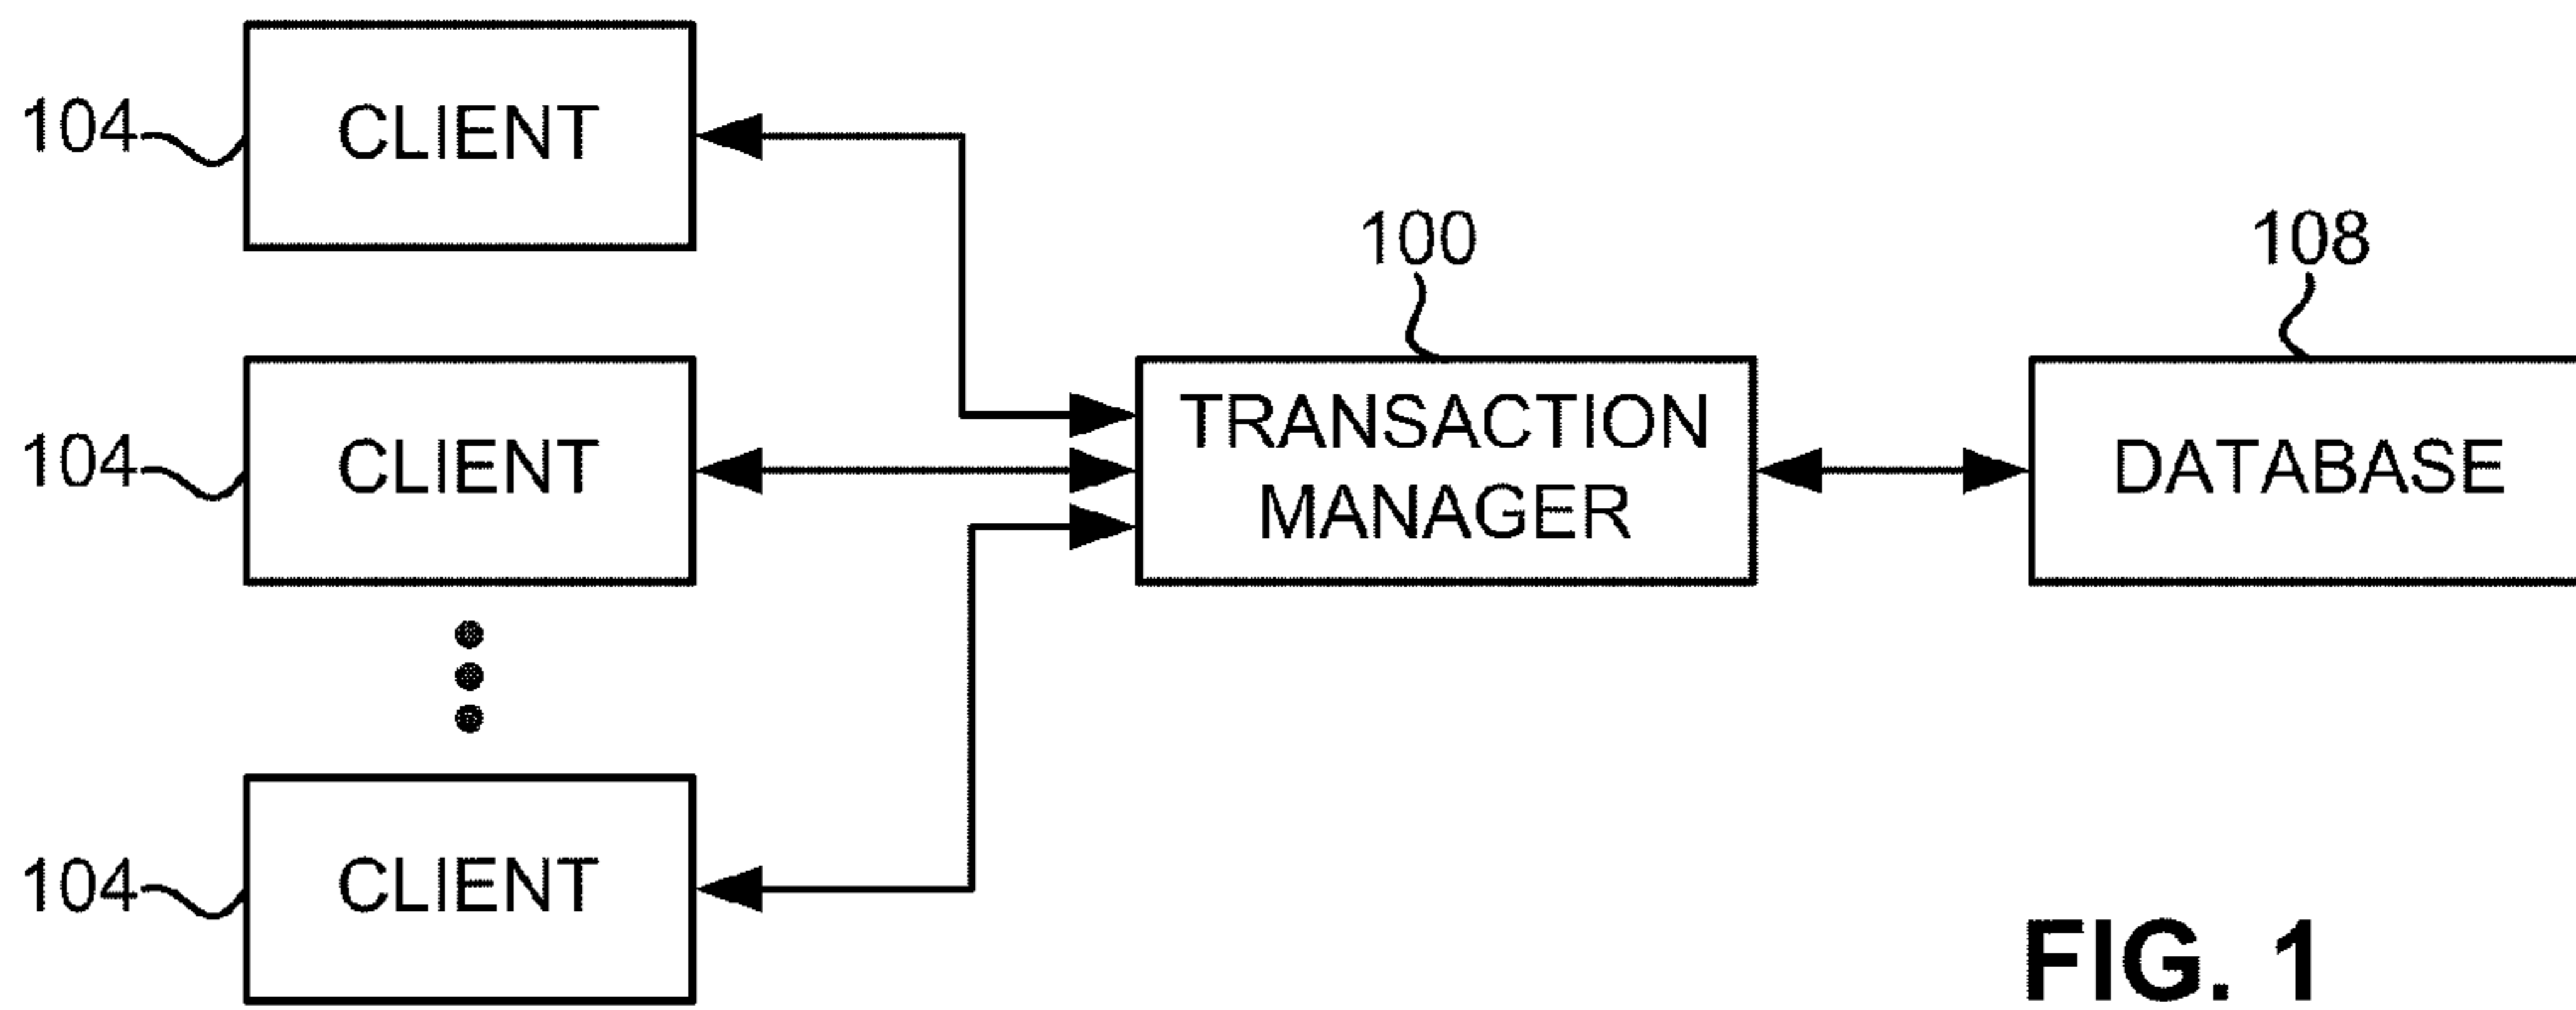 104
CLIENT
100
108
104
CLIENT
TRANSACTION
MANAGER
DATABASE
104
CLIENT
FIG. 1